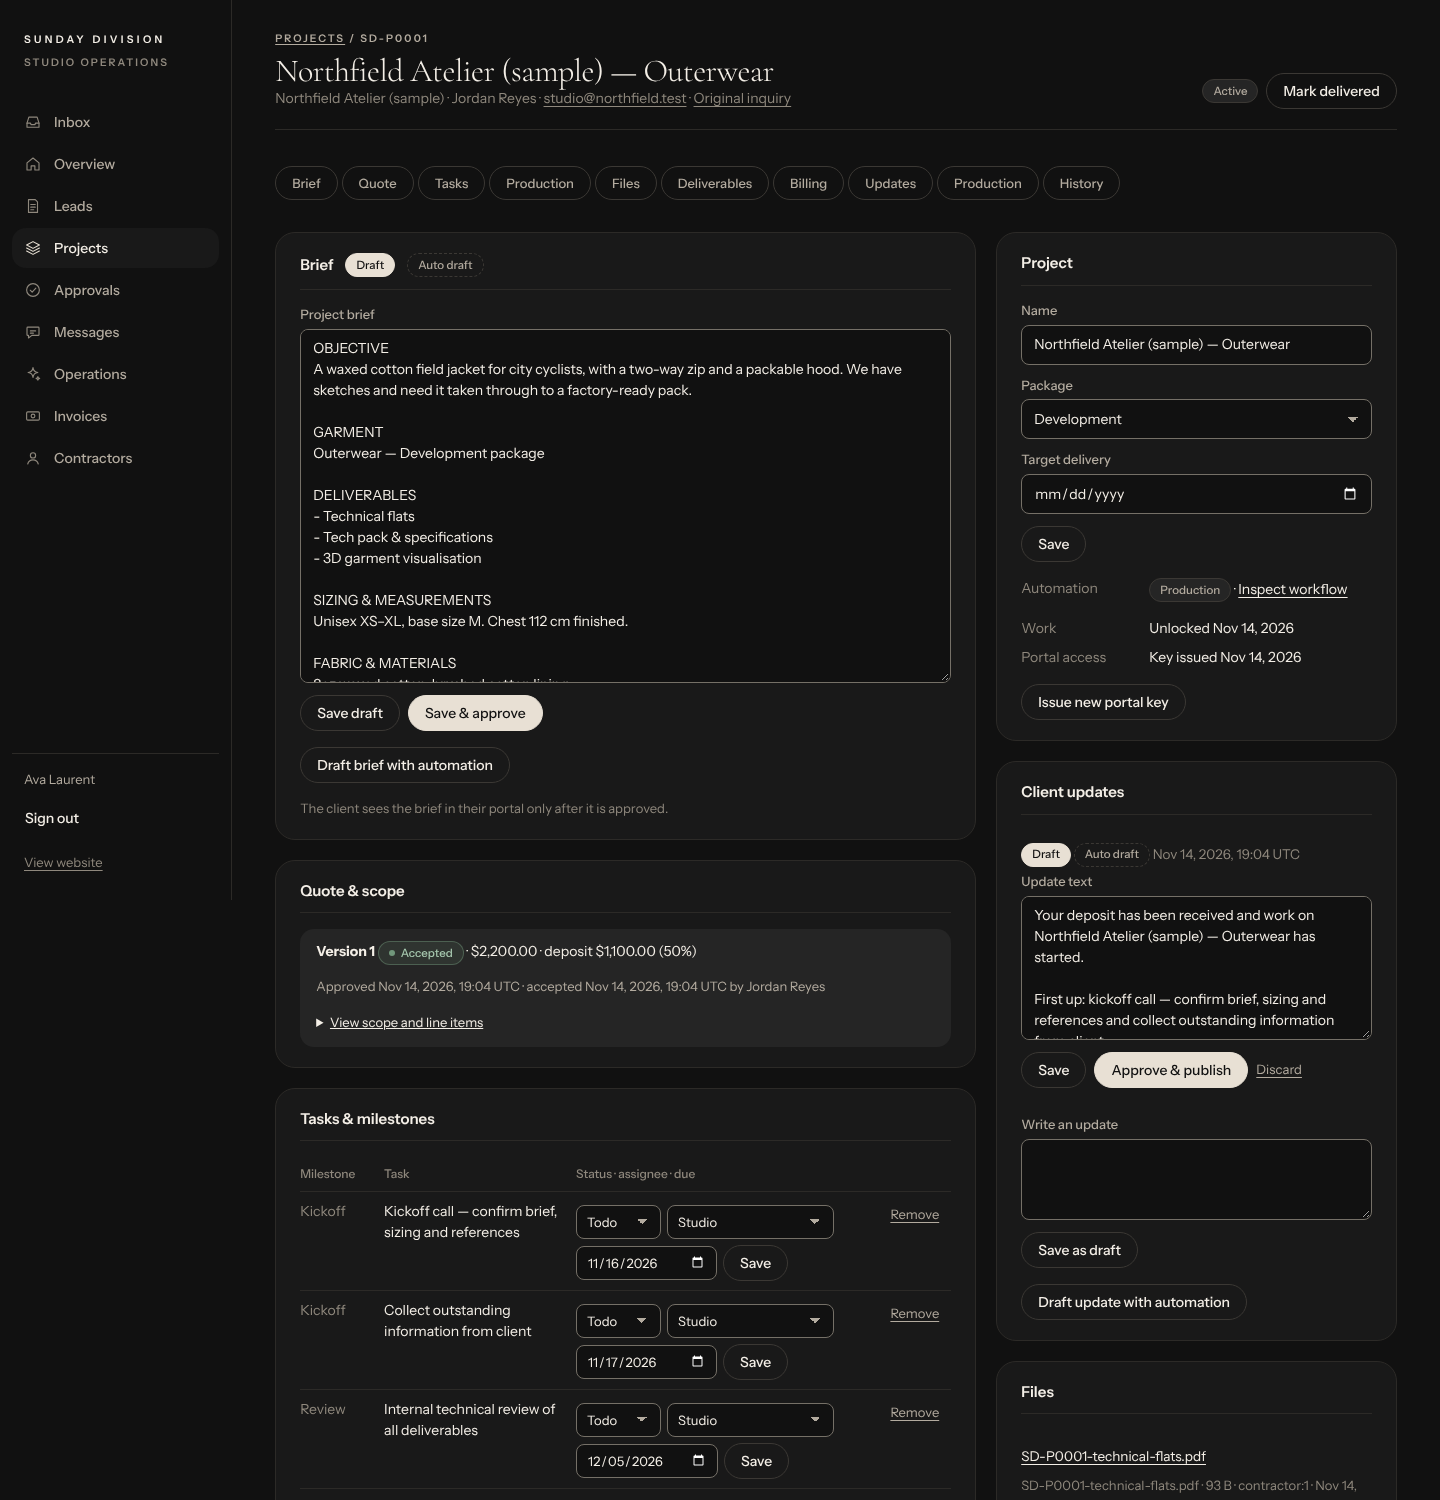 SUNDAY DIVISION
STUDIO OPERATIONS
Inbox
Overview
Leads
Projects
Approvals
Messages
Operations
Invoices
Contractors
Ava Laurent
Sign out
View website
PROJECTS / SD-P0001
Northfield Atelier (sample) — Outerwear
Northfield Atelier (sample) · Jordan Reyes · studio@northfield.test · Original inquiry
Active
Mark delivered
Brief
Quote
Tasks
Production
Files
Deliverables
Billing
Updates
Production
History
Brief
Draft
Auto draft
Project brief
OBJECTIVE
A waxed cotton field jacket for city cyclists, with a two-way zip and a packable hood. We have
sketches and need it taken through to a factory-ready pack.
GARMENT
Outerwear — Development package
DELIVERABLES
- Technical flats
- Tech pack & specifications
- 3D garment visualisation
SIZING & MEASUREMENTS
Unisex XS–XL, base size M. Chest 112 cm finished.
FABRIC & MATERIALS
Save draft
Save & approve
Draft brief with automation
The client sees the brief in their portal only after it is approved.
Quote & scope
Version 1 Accepted · $2,200.00 · deposit $1,100.00 (50%)
Approved Nov 14, 2026, 19:04 UTC · accepted Nov 14, 2026, 19:04 UTC by Jordan Reyes
View scope and line items
Tasks & milestones
Milestone
Task
Status · assignee · due
Kickoff
Kickoff call — confirm brief,
sizing and references
Todo
Studio
11/16/2026
Save
Remove
Kickoff
Collect outstanding
information from client
Todo
Studio
11/17/2026
Save
Remove
Review
Internal technical review of
all deliverables
Todo
Studio
12/05/2026
Save
Remove
Project
Name
Northfield Atelier (sample) — Outerwear
Package
Development
Target delivery
mm/dd/yyyy
Save
Automation
Production · Inspect workflow
Work
Unlocked Nov 14, 2026
Portal access
Key issued Nov 14, 2026
Issue new portal key
Client updates
Draft
Auto draft
Nov 14, 2026, 19:04 UTC
Update text
Your deposit has been received and work on
Northfield Atelier (sample) — Outerwear has
started.
First up: kickoff call — confirm brief, sizing and
references and collect outstanding information
Save
Approve & publish
Discard
Write an update
Save as draft
Draft update with automation
Files
SD-P0001-technical-flats.pdf
SD-P0001-technical-flats.pdf · 93 B · contractor:1 · Nov 14,